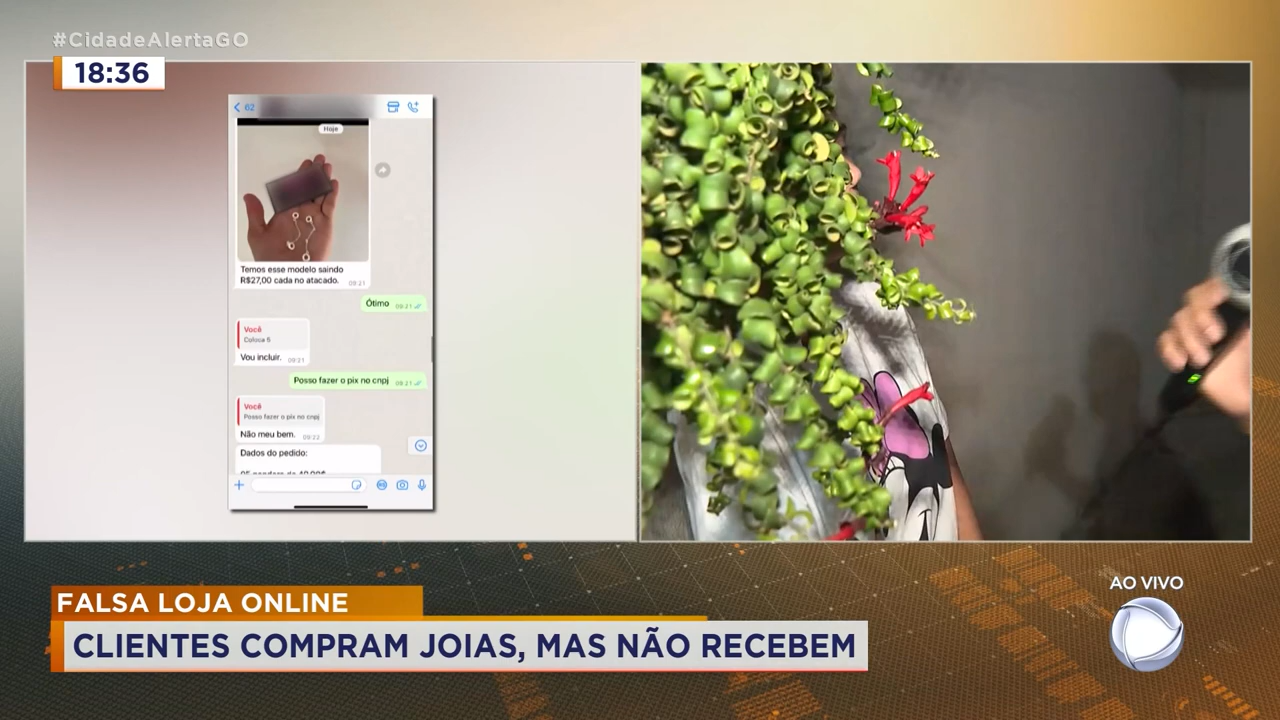 #CidadeAlertaGO
18:36
62
Hoje
Temos esse modelo saindo
R$27,00 cada no atacado.
09:21
Ótimo
09:21
Você
Coloca 5
Vou incluir.
09:21
Posso fazer o pix no cnpj
09:21
Você
Posso fazer o pix no cnpj
Não meu bem.
09:22
Dados do pedido:
AO VIVO
FALSA LOJA ONLINE
CLIENTES COMPRAM JOIAS, MAS NÃO RECEBEM